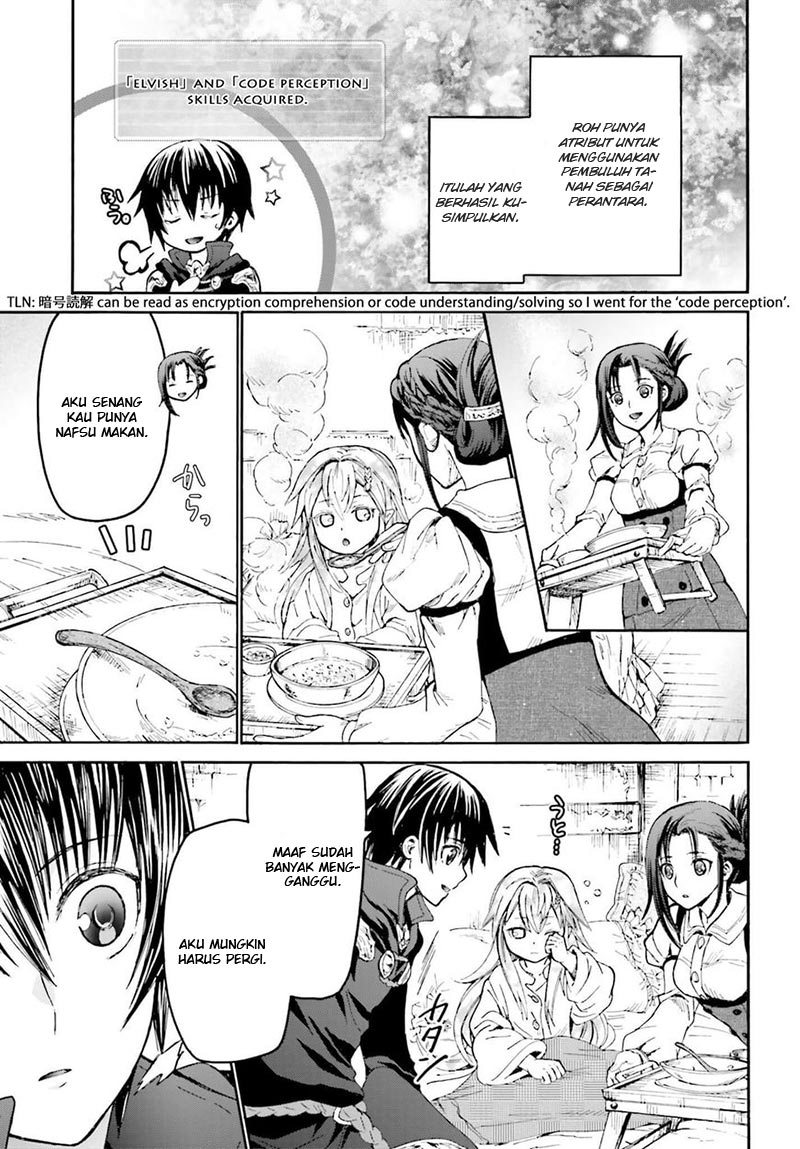 ROH PUNYA
ATRIBUT UNTUK
MENGGUNAKAN
PEMBULUH TA-
NAH SEBAGAI
PERANTARA.
ITULAH YANG
BERHASIL KU-
SIMPULKAN.
「ELVISH」 AND 「CODE PERCEPTION」
SKILLS ACQUIRED.
ふぅ。
TLN: 暗号読解 can be read as encryption comprehension or code understanding/solving so I went for the 'code perception'.
AKU SENANG
KAU PUNYA
NAFSU MAKAN.
からっ
うと…
カタン
MAAF SUDAH
BANYAK MENG-
GANGGU.
AKU MUNGKIN
HARUS PERGI.